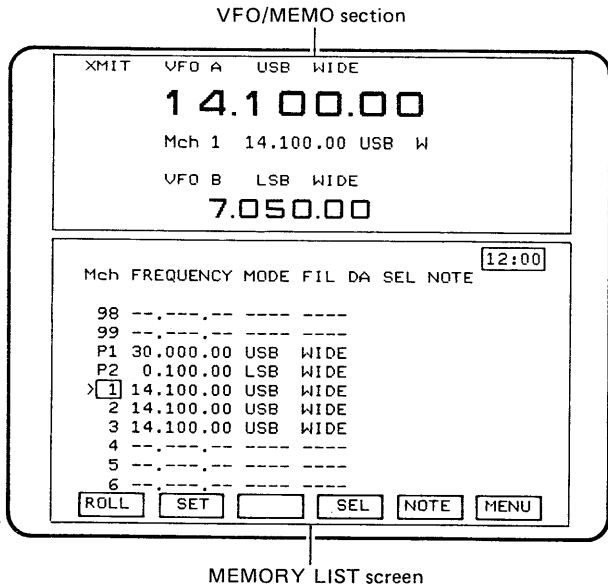 VFO/MEMO section
XMIT VFO A USB WIDE
14.100.00
Mch 1 14.100.00 USB W
VFO B LSB WIDE
7.050.00
12:00
Mch FREQUENCY MODE FIL DA SEL NOTE
98 --.---.-- ---- ----
99 --.---.-- ---- ----
P1 30.000.00 USB WIDE
P2 0.100.00 LSB WIDE
>1 14.100.00 USB WIDE
2 14.100.00 USB WIDE
3 14.100.00 USB WIDE
4 --.---.-- ---- ----
5 --.---.-- ---- ----
6 --.---.-- ---- ----
ROLL SET SEL NOTE MENU
MEMORY LIST screen